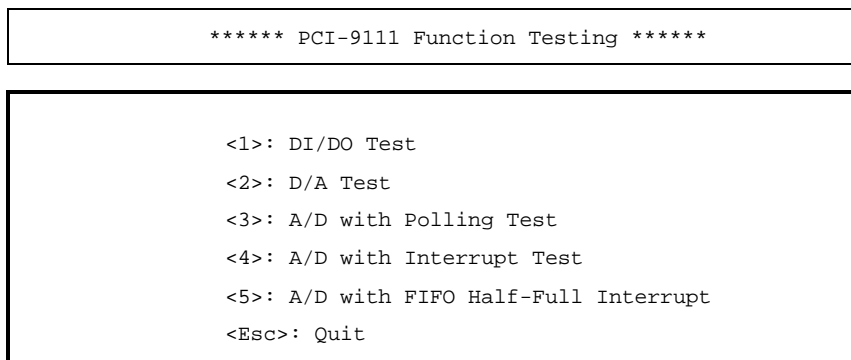 ****** PCI-9111 Function Testing ******
<1>: DI/DO Test
<2>: D/A Test
<3>: A/D with Polling Test
<4>: A/D with Interrupt Test
<5>: A/D with FIFO Half-Full Interrupt
<Esc>: Quit